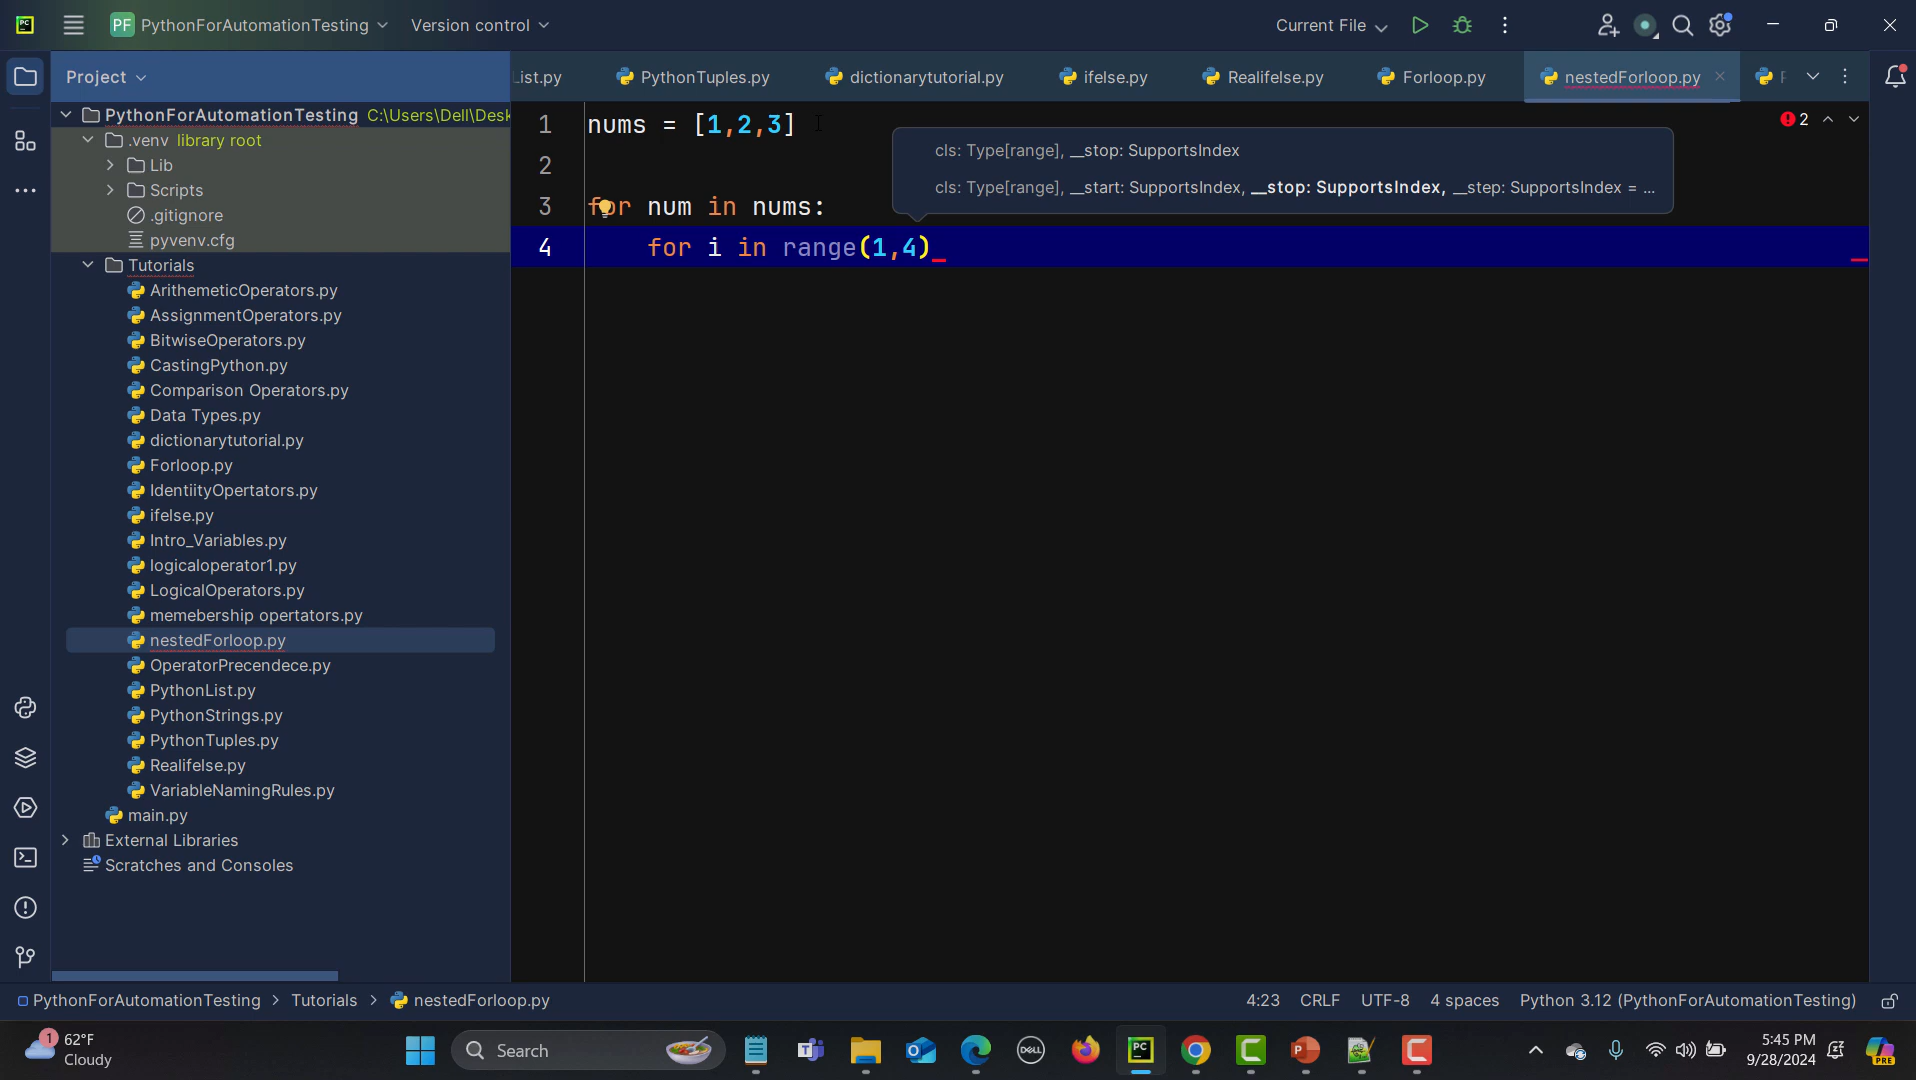 PF PythonForAutomationTesting Version control Current File
Project
List.py PythonTuples.py dictionarytutorial.py ifelse.py Realifelse.py Forloop.py nestedForloop.py
PythonForAutomationTesting C:\Users\Dell\Desk
.venv library root
Lib
Scripts
.gitignore
pyvenv.cfg
Tutorials
ArithemeticOperators.py
AssignmentOperators.py
BitwiseOperators.py
CastingPython.py
Comparison Operators.py
Data Types.py
dictionarytutorial.py
Forloop.py
IdentiityOpertators.py
ifelse.py
Intro_Variables.py
logicaloperator1.py
LogicalOperators.py
memebership opertators.py
nestedForloop.py
OperatorPrecendece.py
PythonList.py
PythonStrings.py
PythonTuples.py
Realifelse.py
VariableNamingRules.py
main.py
External Libraries
Scratches and Consoles
1 nums = [1,2,3]
2
3 for num in nums:
4 for i in range(1,4)
2
cls: Type[range], __stop: SupportsIndex
cls: Type[range], __start: SupportsIndex, __stop: SupportsIndex, __step: SupportsIndex = ...
PythonForAutomationTesting > Tutorials > nestedForloop.py
4:23 CRLF UTF-8 4 spaces Python 3.12 (PythonForAutomationTesting)
1
62°F
Cloudy
Search
5:45 PM
9/28/2024
PRE